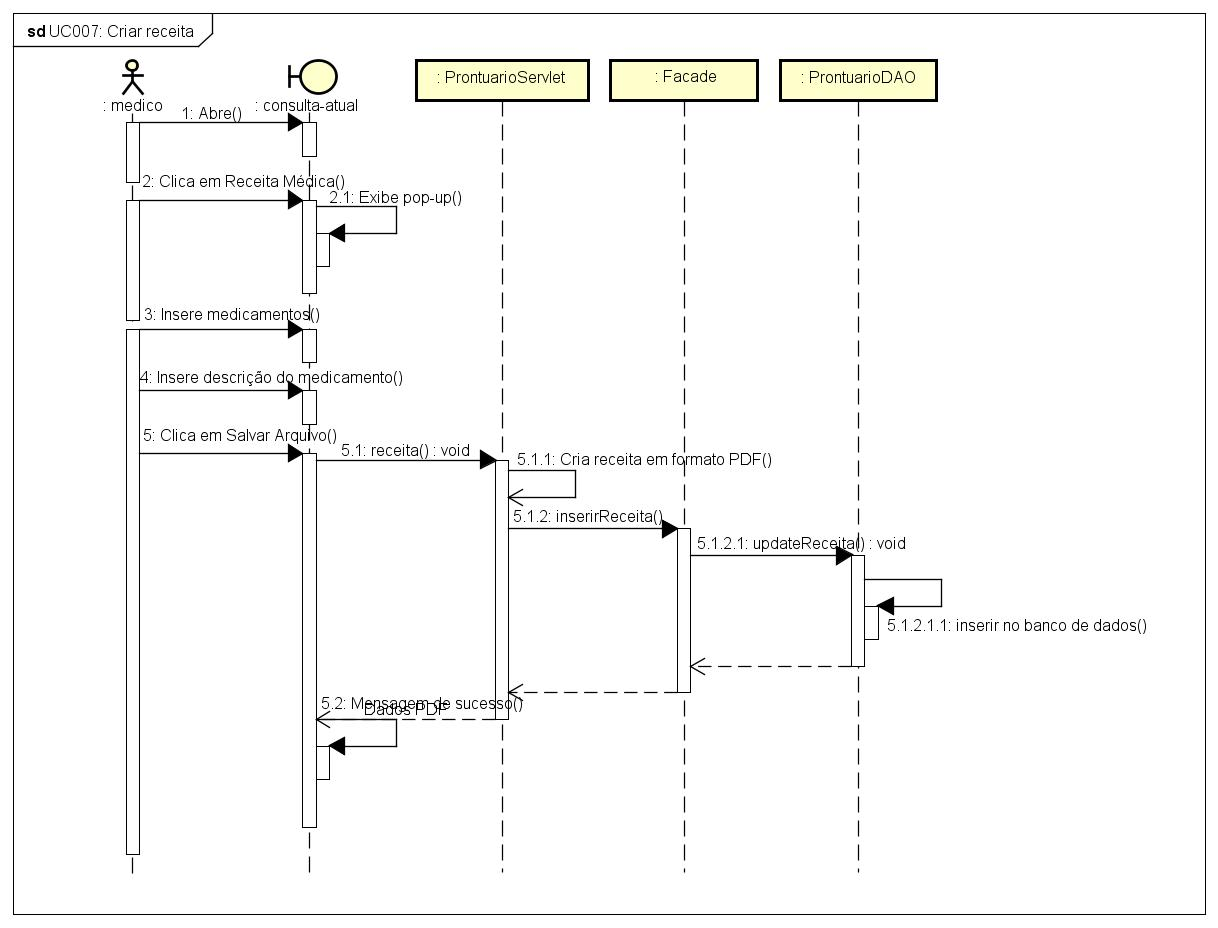 sd UC007: Criar receita
: medico
: consulta-atual
: ProntuarioServlet
: Facade
: ProntuarioDAO
1: Abre()
2: Clica em Receita Médica()
2.1: Exibe pop-up()
3: Insere medicamentos()
4: Insere descrição do medicamento()
5: Clica em Salvar Arquivo()
5.1: receita() : void
5.1.1: Cria receita em formato PDF()
5.1.2: inserirReceita()
5.1.2.1: updateReceita() : void
5.1.2.1.1: inserir no banco de dados()
5.2: Mensagem de sucesso()
Dados PDF